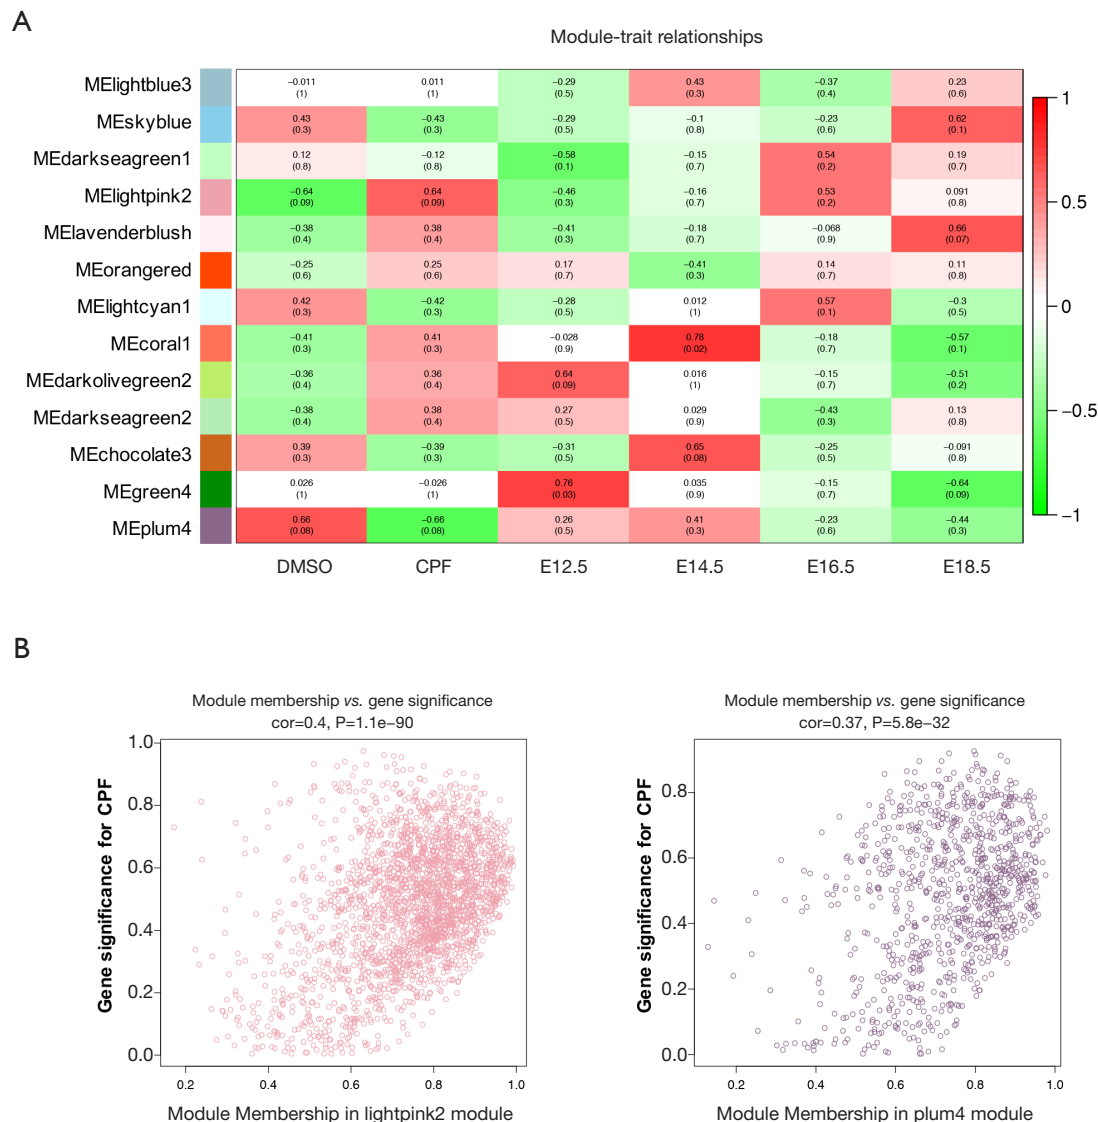 A
Module-trait relationships
MElightblue3
−0.011 0.011 −0.29 0.43 −0.37 0.23
(1) (1) (0.5) (0.3) (0.4) (0.6)
MEskyblue
0.43 −0.43 −0.29 −0.1 −0.23 0.62
(0.3) (0.3) (0.5) (0.8) (0.6) (0.1)
MEdarkseagreen1
0.12 −0.12 −0.58 −0.15 0.54 0.19
(0.8) (0.8) (0.1) (0.7) (0.2) (0.7)
MElightpink2
−0.64 0.64 −0.46 −0.16 0.53 0.091
(0.09) (0.09) (0.3) (0.7) (0.2) (0.8)
MElavenderblush
−0.38 0.38 −0.41 −0.18 −0.068 0.66
(0.4) (0.4) (0.3) (0.7) (0.9) (0.07)
MEorangered
−0.25 0.25 0.17 −0.41 0.14 0.11
(0.6) (0.6) (0.7) (0.3) (0.7) (0.8)
MElightcyan1
0.42 −0.42 −0.28 0.012 0.57 −0.3
(0.3) (0.3) (0.5) (1) (0.1) (0.5)
MEcoral1
−0.41 0.41 −0.028 0.78 −0.18 −0.57
(0.3) (0.3) (0.9) (0.02) (0.7) (0.1)
MEdarkolivegreen2
−0.36 0.36 0.64 0.016 −0.15 −0.51
(0.4) (0.4) (0.09) (1) (0.7) (0.2)
MEdarkseagreen2
−0.38 0.38 0.27 0.029 −0.43 0.13
(0.4) (0.4) (0.5) (0.9) (0.3) (0.8)
MEchocolate3
0.39 −0.39 −0.31 0.65 −0.25 −0.091
(0.3) (0.3) (0.5) (0.08) (0.5) (0.8)
MEgreen4
0.026 −0.026 0.76 0.035 −0.15 −0.64
(1) (1) (0.03) (0.9) (0.7) (0.09)
MEplum4
0.66 −0.66 0.26 0.41 −0.23 −0.44
(0.08) (0.08) (0.5) (0.3) (0.6) (0.3)
DMSO CPF E12.5 E14.5 E16.5 E18.5
1
0.5
0
−0.5
−1
B
Module membership vs. gene significance
cor=0.4, P=1.1e−90
Gene significance for CPF
1.0
0.8
0.6
0.4
0.2
0.0
0.2 0.4 0.6 0.8 1.0
Module Membership in lightpink2 module
Module membership vs. gene significance
cor=0.37, P=5.8e−32
Gene significance for CPF
0.8
0.6
0.4
0.2
0.0
0.2 0.4 0.6 0.8 1.0
Module Membership in plum4 module